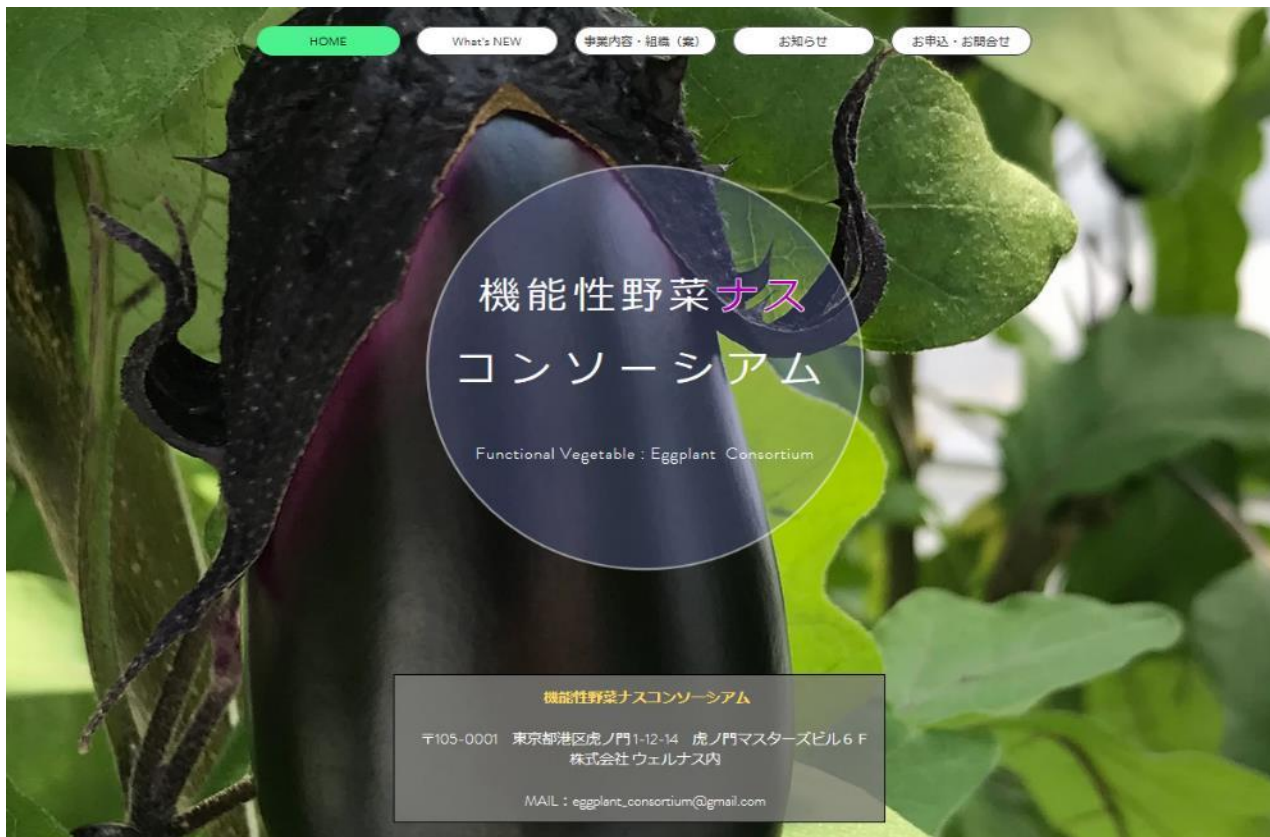 HOME
What's NEW
事業内容・組織（案）
お知らせ
お申込・お問合せ
機能性野菜ナス
コンソーシアム
Functional Vegetable : Eggplant Consortium
機能性野菜ナスコンソーシアム
〒105-0001　東京都港区虎ノ門1-12-14　虎ノ門マスターズビル６Ｆ
株式会社 ウェルナス内
MAIL：eggplant_consortium@gmail.com